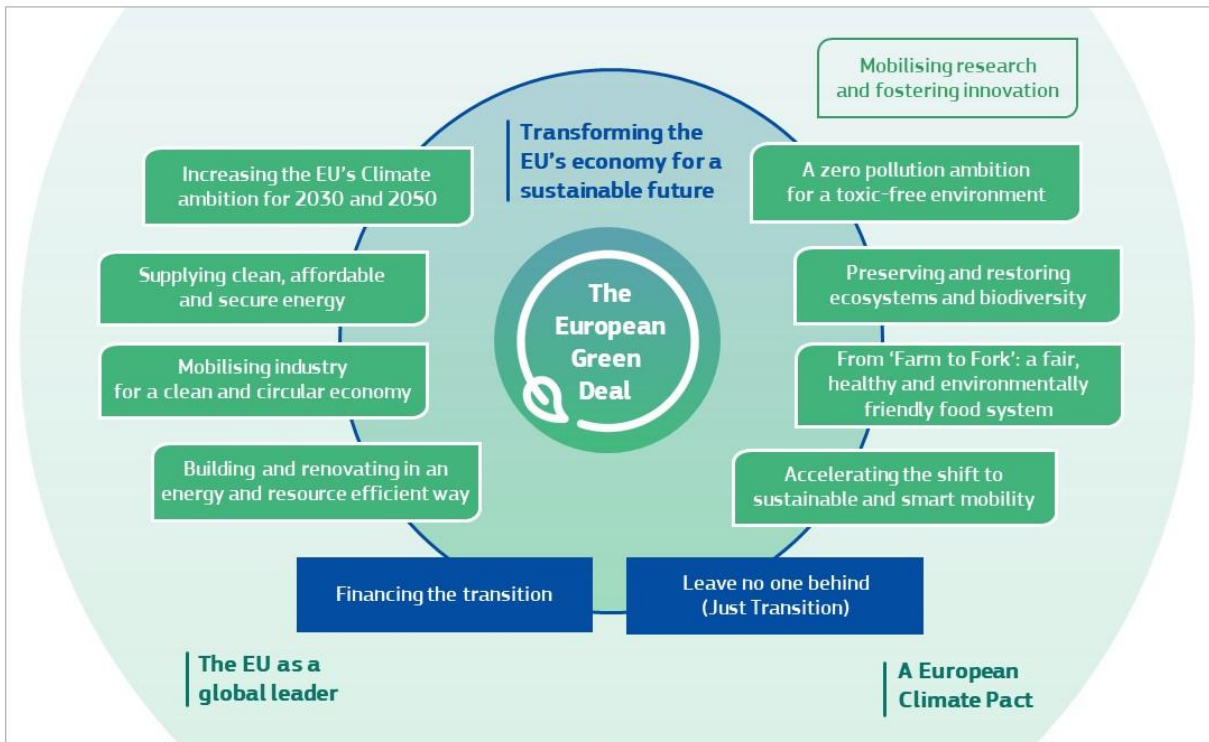 Mobilising research
and fostering innovation
Transforming the
EU's economy for a
sustainable future
Increasing the EU's Climate
ambition for 2030 and 2050
A zero pollution ambition
for a toxic-free environment
Supplying clean, affordable
and secure energy
Preserving and restoring
ecosystems and biodiversity
The
European
Green
Deal
Mobilising industry
for a clean and circular economy
From ‘Farm to Fork’: a fair,
healthy and environmentally
friendly food system
Building and renovating in an
energy and resource efficient way
Accelerating the shift to
sustainable and smart mobility
Financing the transition
Leave no one behind
(Just Transition)
The EU as a
global leader
A European
Climate Pact